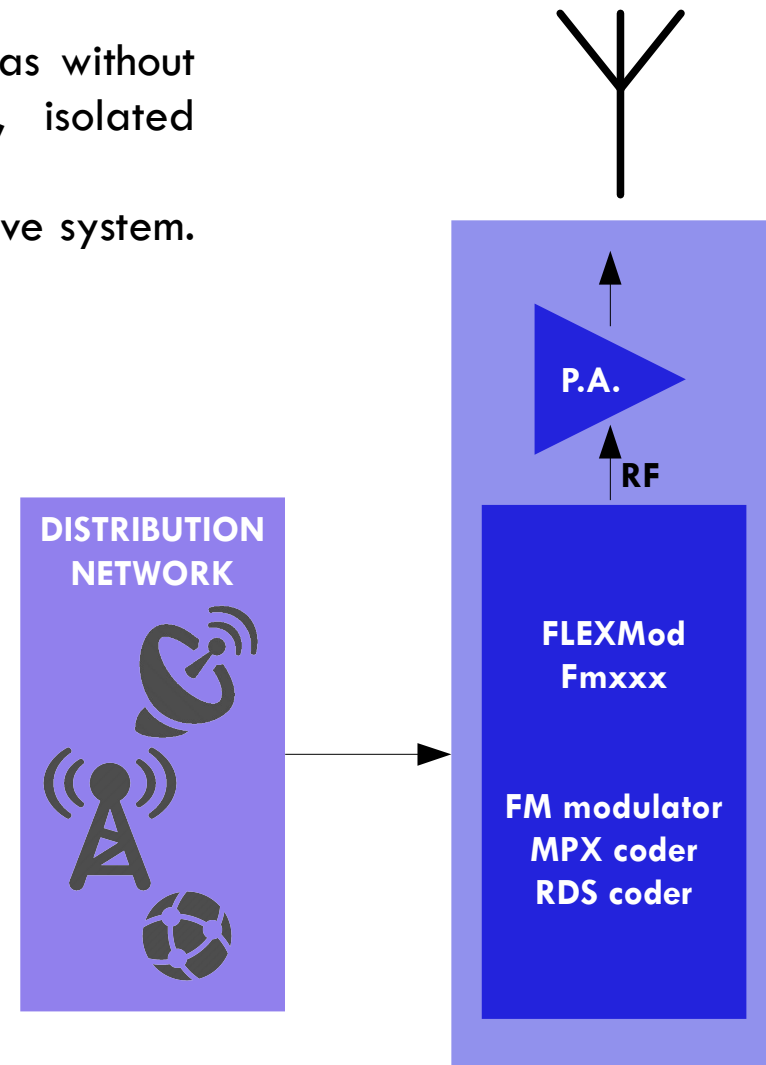 as without
, isolated
ve system.
P.A.
RF
DISTRIBUTION
NETWORK
FLEXMod
Fmxxx
FM modulator
MPX coder
RDS coder